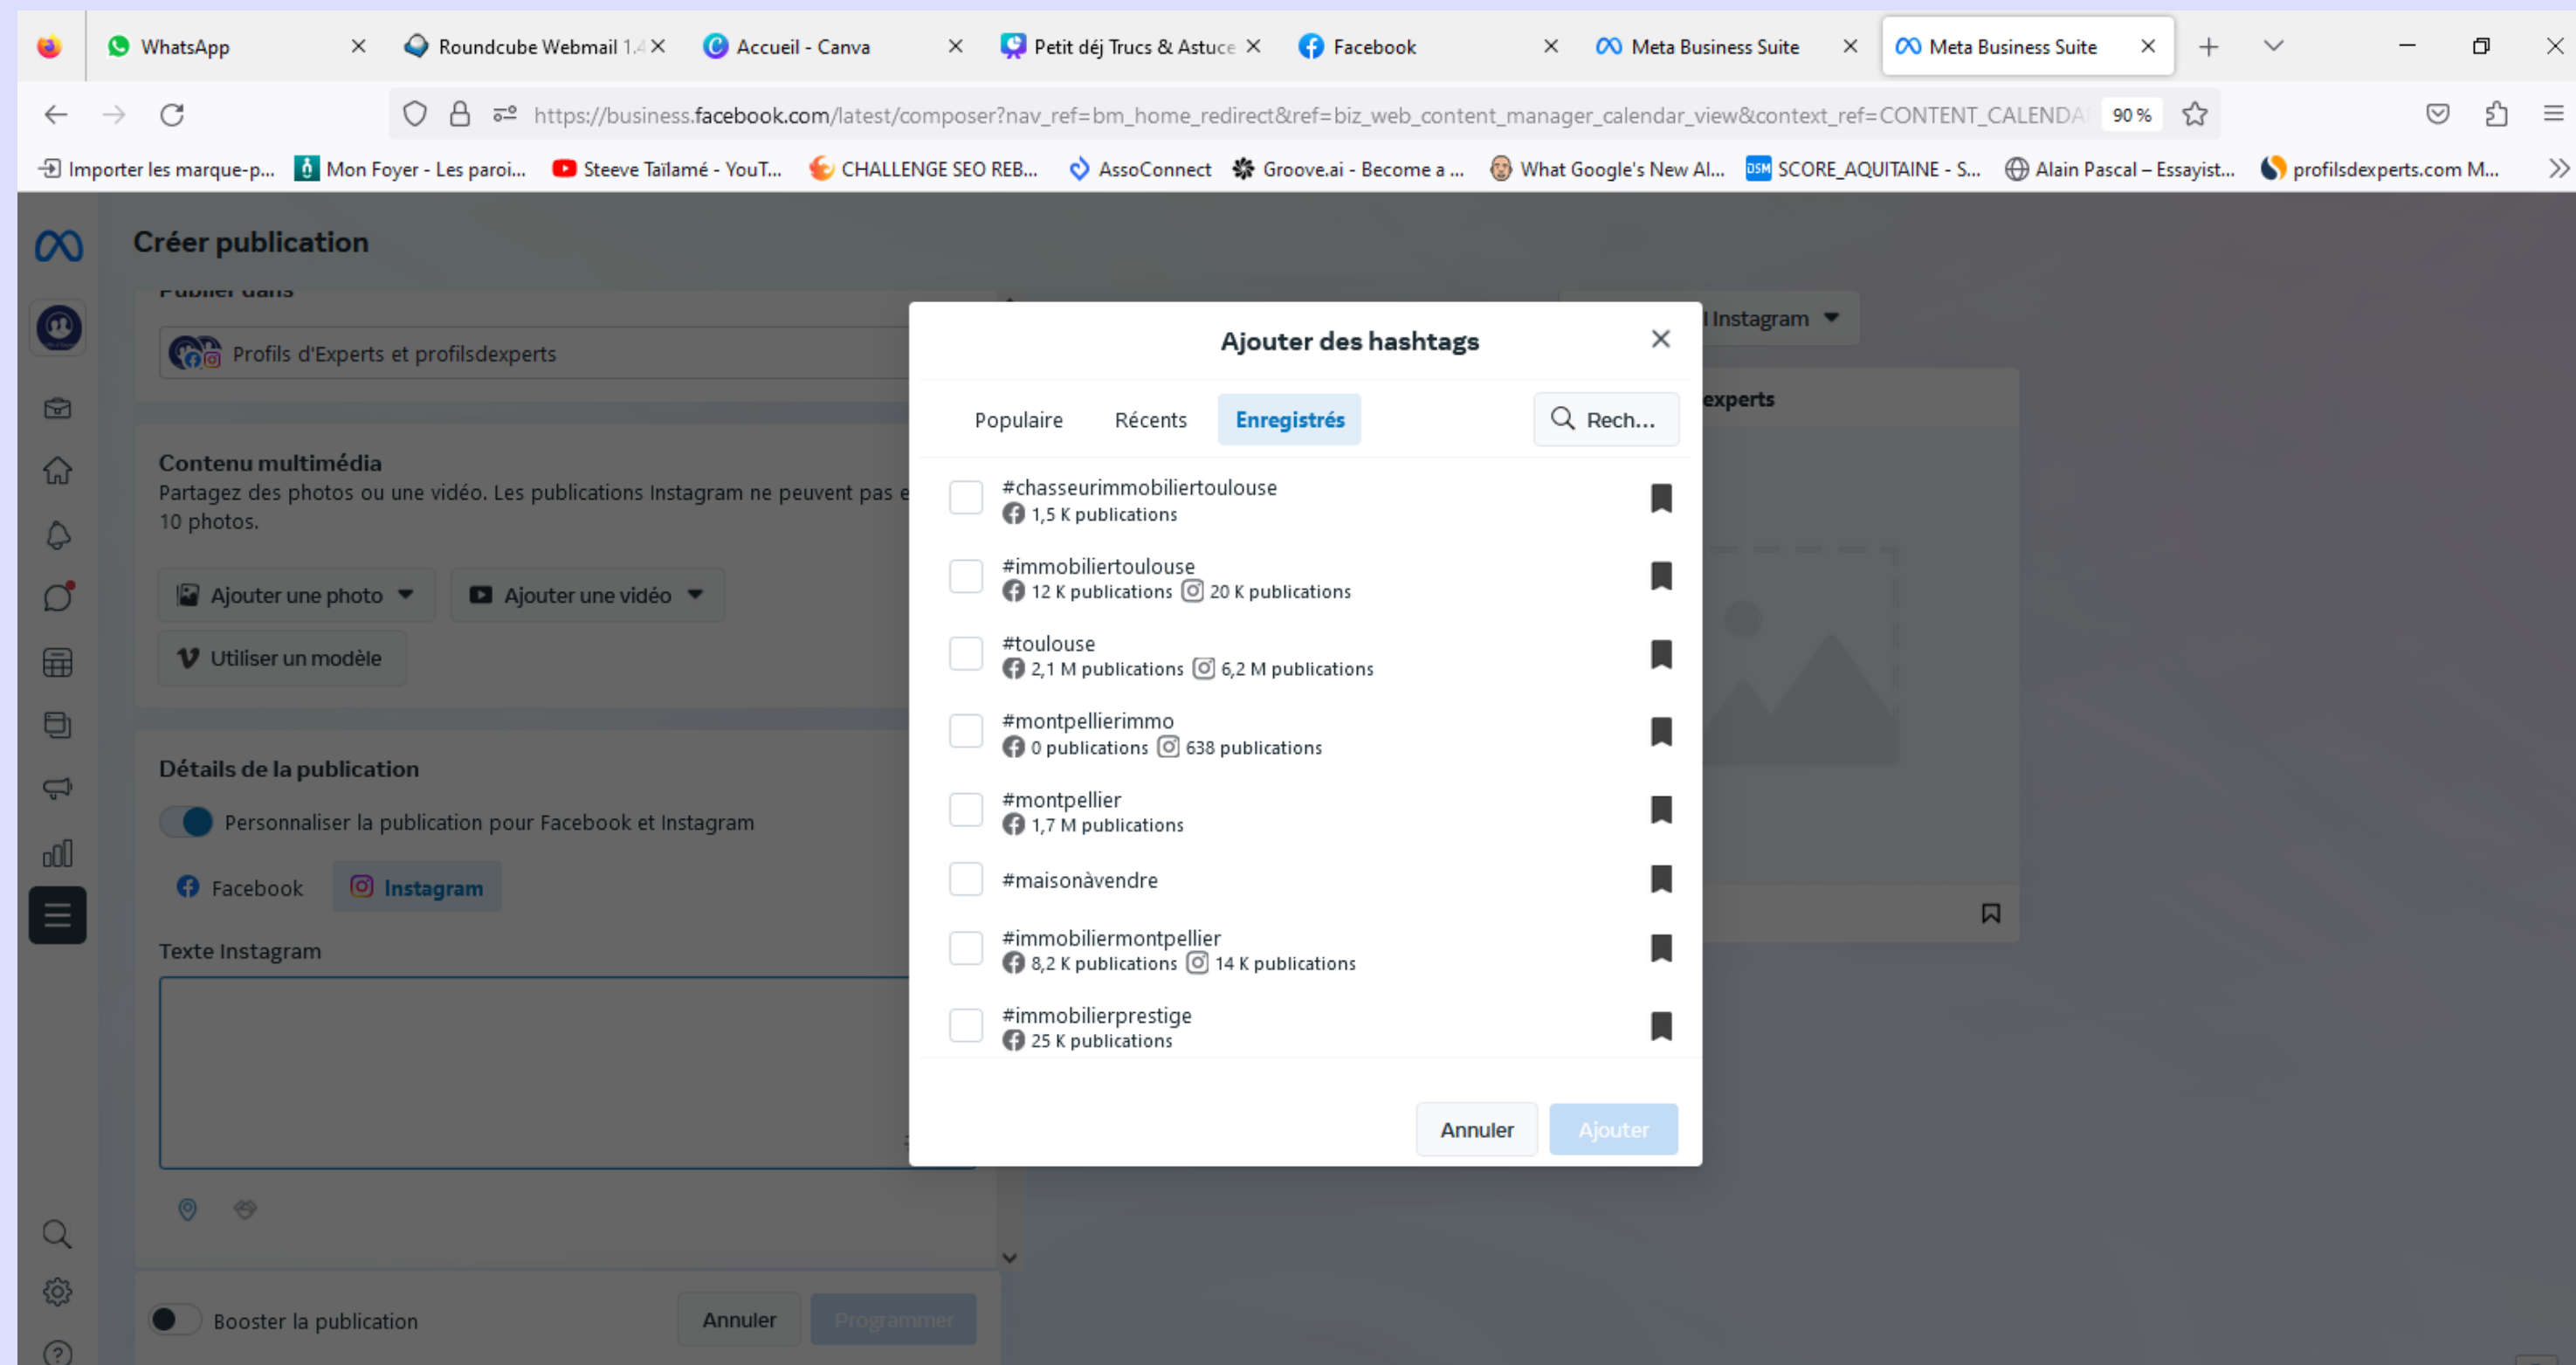 WhatsApp
Roundcube Webmail 1.4
Accueil - Canva
Petit déj Trucs & Astuce
Facebook
Meta Business Suite
Meta Business Suite
https://business.facebook.com/latest/composer?nav_ref=bm_home_redirect&ref=biz_web_content_manager_calendar_view&context_ref=CONTENT_CALENDA
90 %
Importer les marque-p...
Mon Foyer - Les paroi...
Steeve Taïlamé - YouT...
CHALLENGE SEO REB...
AssoConnect
Groove.ai - Become a ...
What Google's New AI...
DSM SCORE_AQUITAINE - S...
Alain Pascal – Essayist...
profilsdexperts.com M...
Créer publication
Publier dans
Profils d'Experts et profilsdexperts
Contenu multimédia
Partagez des photos ou une vidéo. Les publications Instagram ne peuvent pas e
10 photos.
Ajouter une photo
Ajouter une vidéo
Utiliser un modèle
Détails de la publication
Personnaliser la publication pour Facebook et Instagram
Facebook
Instagram
Texte Instagram
Booster la publication
Annuler
Programmer
Ajouter des hashtags
Populaire
Récents
Enregistrés
Rech...
#chasseurimmobiliertoulouse
1,5 K publications
#immobiliertoulouse
12 K publications 20 K publications
#toulouse
2,1 M publications 6,2 M publications
#montpellierimmo
0 publications 638 publications
#montpellier
1,7 M publications
#maisonàvendre
#immobiliermontpellier
8,2 K publications 14 K publications
#immobilierprestige
25 K publications
Annuler
Ajouter
Instagram
experts